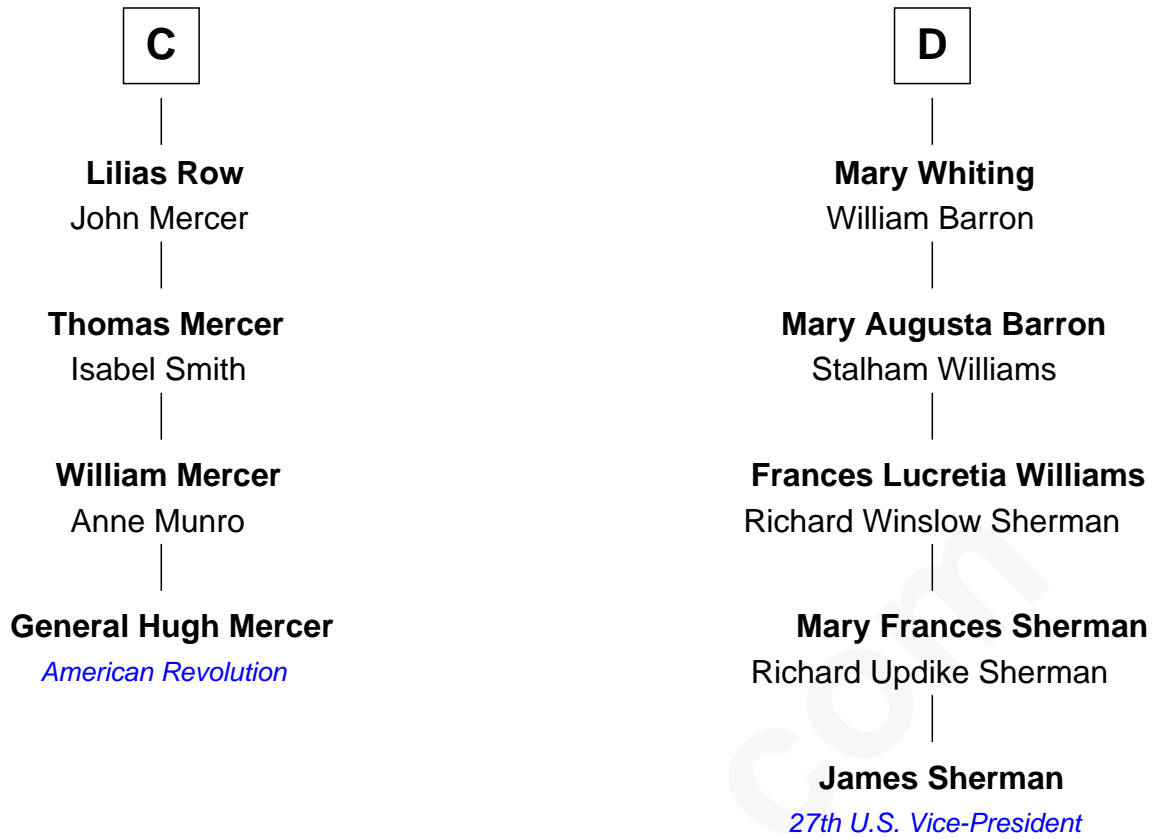 C
Lilias Row
John Mercer
Thomas Mercer
Isabel Smith
William Mercer
Anne Munro
General Hugh Mercer
American Revolution
D
Mary Whiting
William Barron
Mary Augusta Barron
Stalham Williams
Frances Lucretia Williams
Richard Winslow Sherman
Mary Frances Sherman
Richard Updike Sherman
James Sherman
27th U.S. Vice-President
com